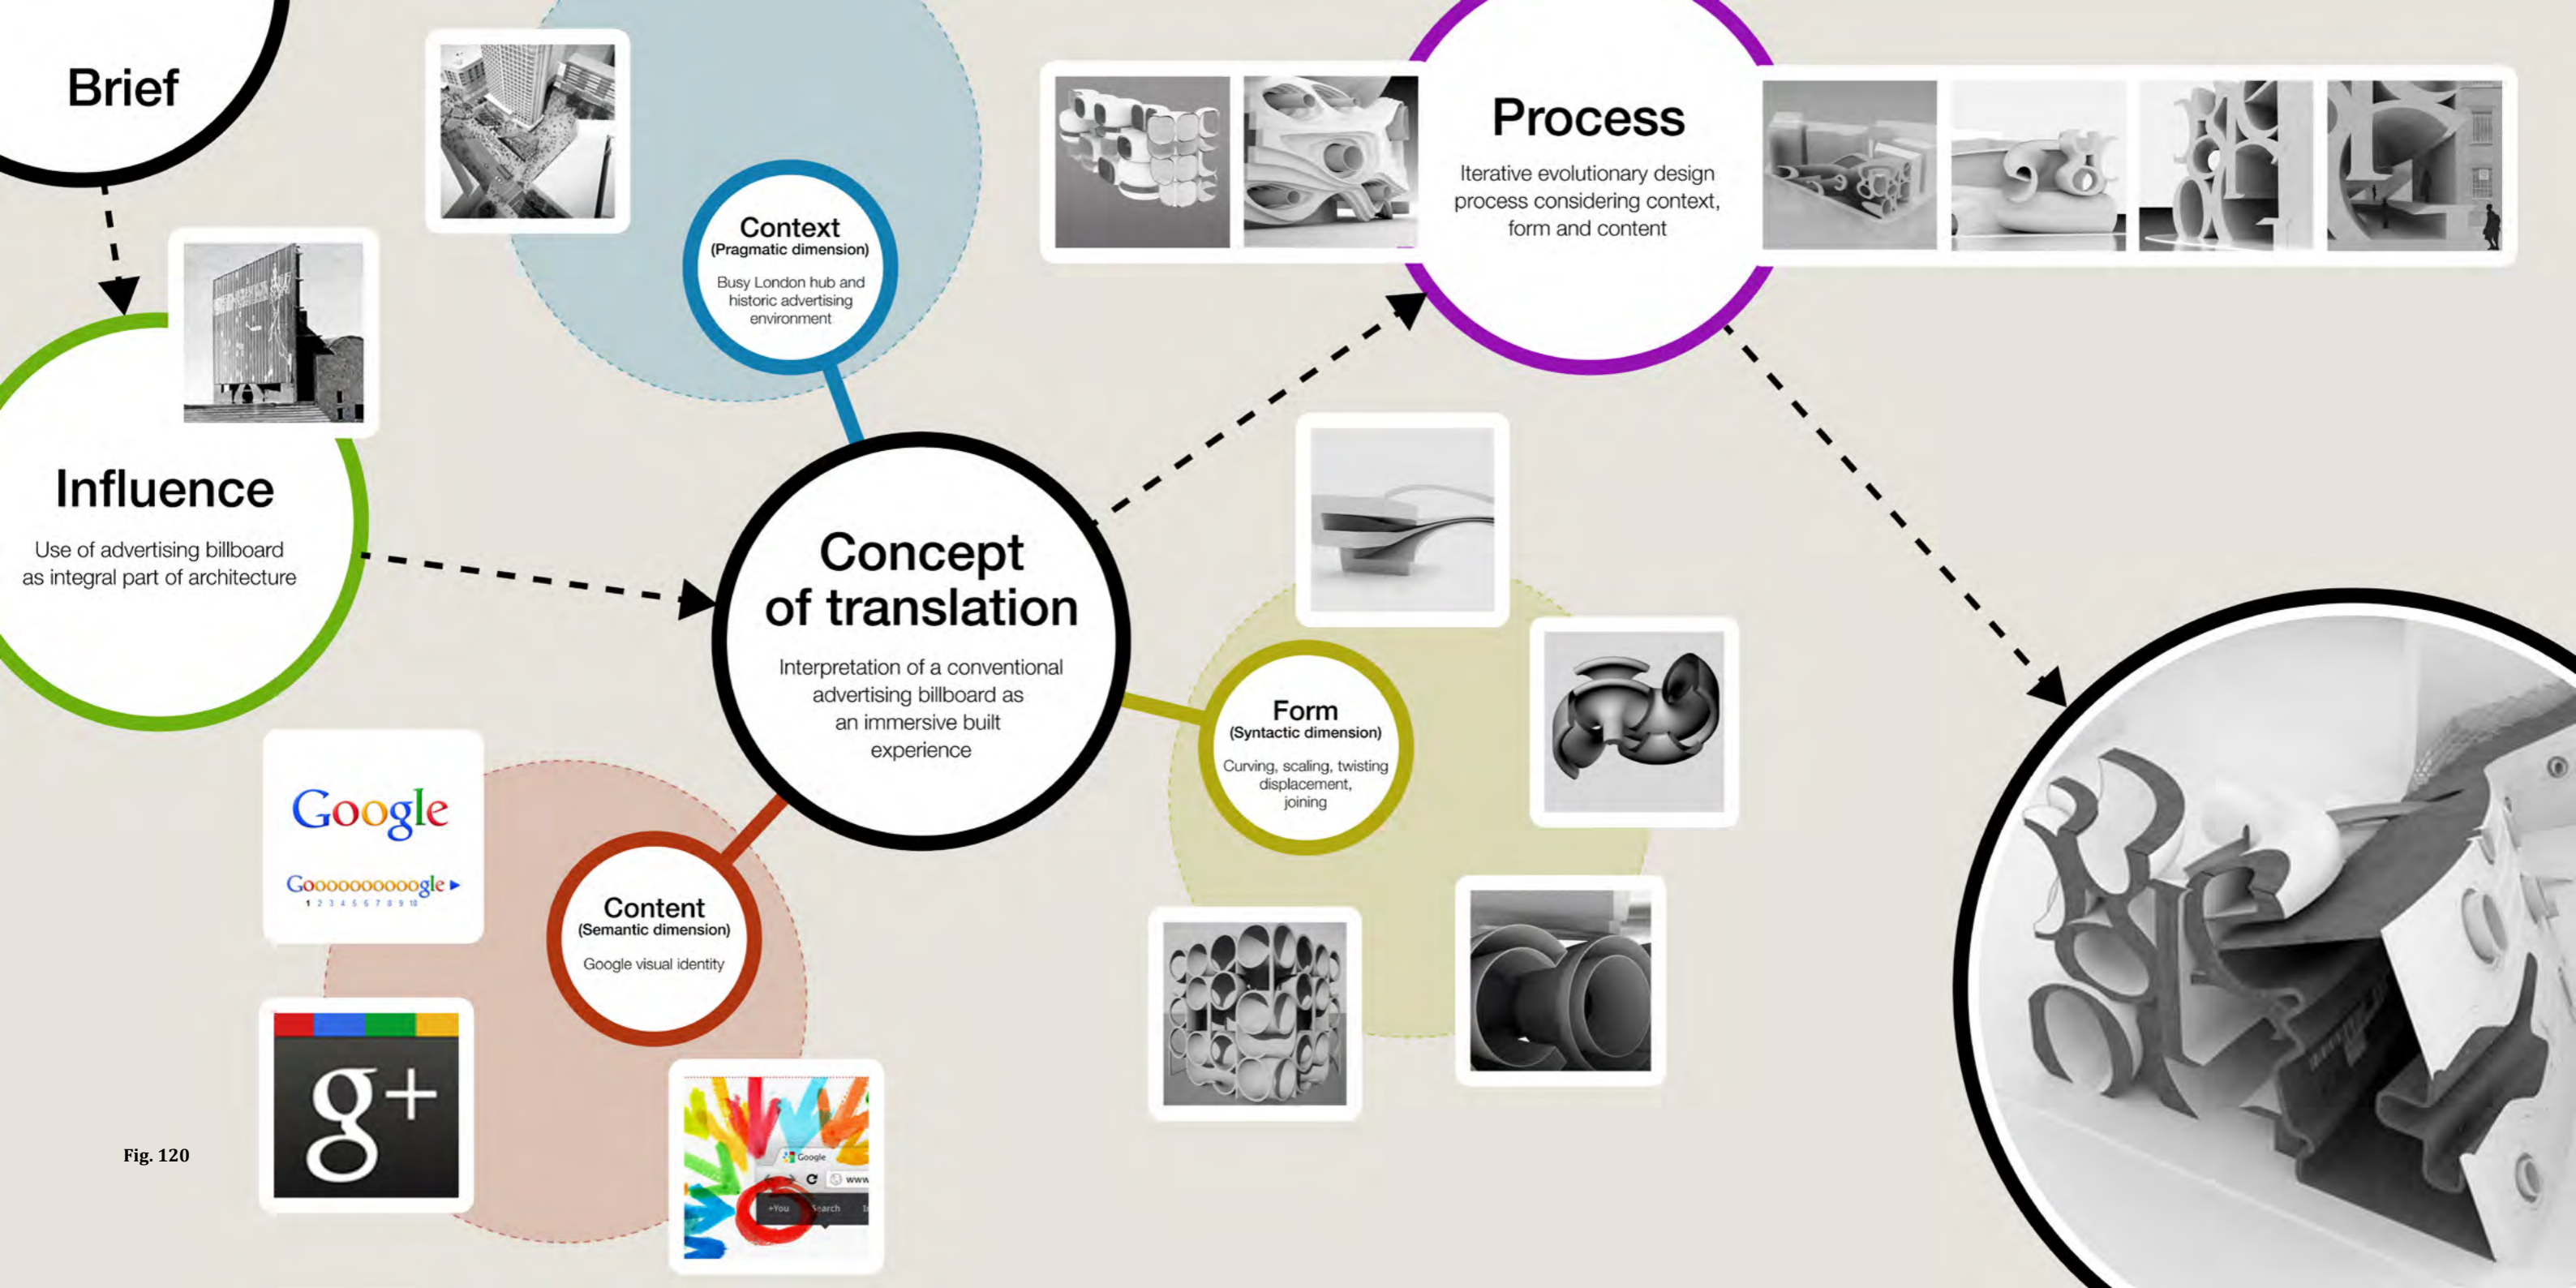 Brief
Influence
Use of advertising billboard
as integral part of architecture
Context
(Pragmatic dimension)
Busy London hub and
historic advertising
environment
Concept
of translation
Interpretation of a conventional
advertising billboard as
an immersive built
experience
Process
Iterative evolutionary design
process considering context,
form and content
Form
(Syntactic dimension)
Curving, scaling, twisting
displacement,
joining
Content
(Semantic dimension)
Google visual identity
Google
Goooooooooogle
1 2 3 4 5 6 7 8 9 10
g+
Google
www
+You Search
Fig. 120